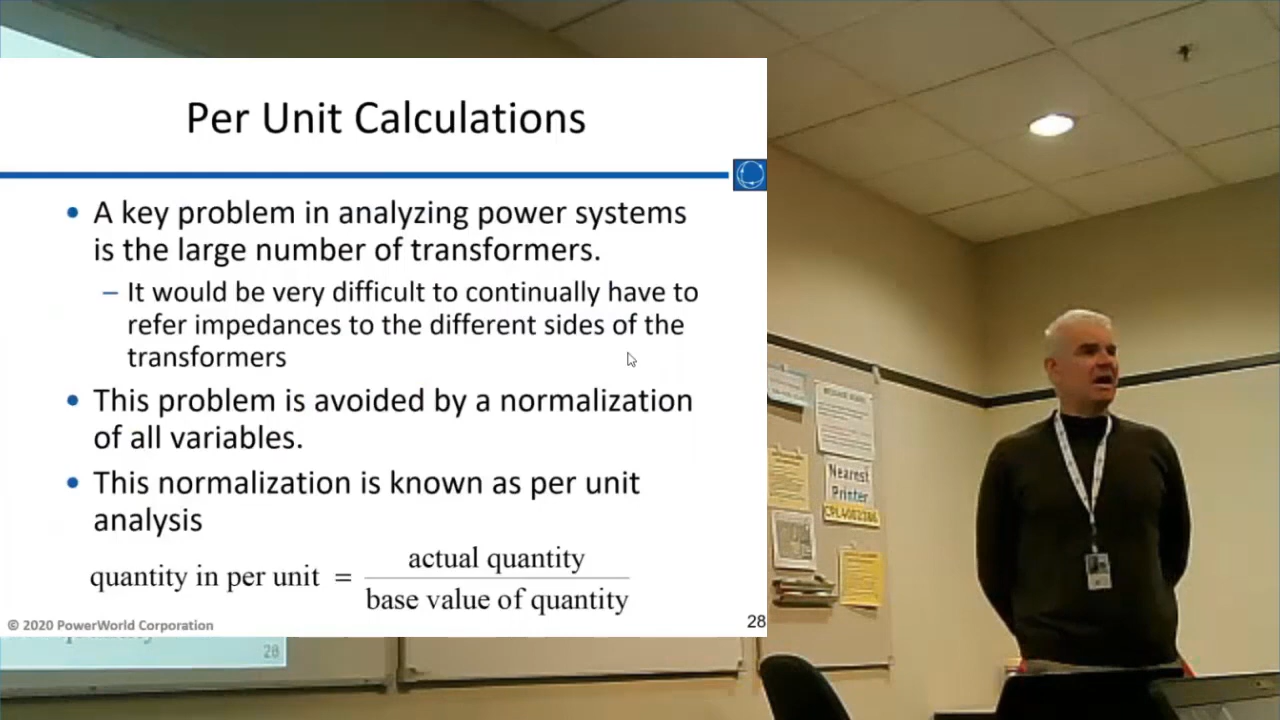 Per Unit Calculations
• A key problem in analyzing power systems
is the large number of transformers.
– It would be very difficult to continually have to
refer impedances to the different sides of the
transformers
• This problem is avoided by a normalization
of all variables.
• This normalization is known as per unit
analysis
quantity in per unit = actual quantity / base value of quantity
© 2020 PowerWorld Corporation
28
28
Nearest
Printer